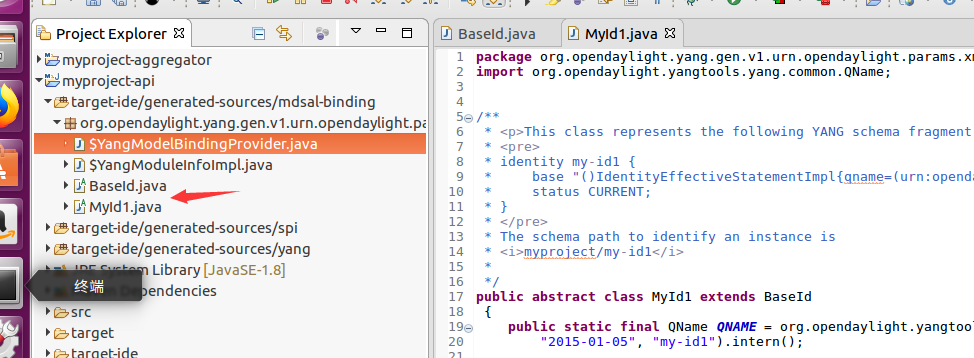 Project Explorer
myproject-aggregator
myproject-api
target-ide/generated-sources/mdsal-binding
org.opendaylight.yang.gen.v1.urn.opendaylight.pa
$YangModelBindingProvider.java
$YangModuleInfoImpl.java
BaseId.java
MyId1.java
target-ide/generated-sources/spi
target-ide/generated-sources/yang
JRE System Library [JavaSE-1.8]
Dependencies
终端
src
target
target-ide
BaseId.java
MyId1.java
1 package org.opendaylight.yang.gen.v1.urn.opendaylight.params.xm
2 import org.opendaylight.yangtools.yang.common.QName;
3
4
5 /**
6 * <p>This class represents the following YANG schema fragment
7 * <pre>
8 * identity my-id1 {
9 * base "()IdentityEffectiveStatementImpl{qname=(urn:openda
10 * status CURRENT;
11 * }
12 * </pre>
13 * The schema path to identify an instance is
14 * <i>myproject/my-id1</i>
15 *
16 */
17 public abstract class MyId1 extends BaseId
18 {
19 public static final QName QNAME = org.opendaylight.yangtool
20 "2015-01-05", "my-id1").intern();
21